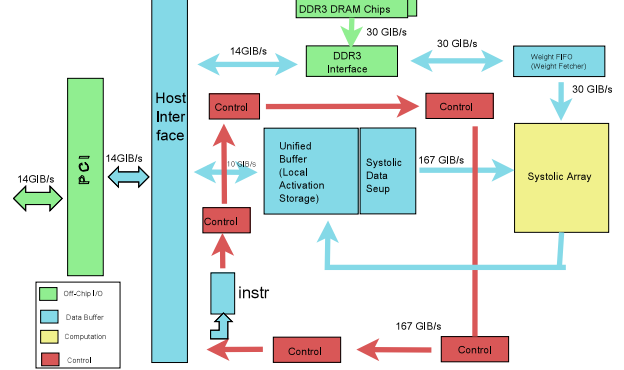 DDR3 DRAM Chips
30 GIB/s
14GIB/s
DDR3
Interface
30 GIB/s
Weight FIFO
(Weight Fetcher)
30 GIB/s
Host
Inter
face
Control
Control
PCI
14GIB/s
14GIB/s
10 GIB/s
Unified
Buffer
(Local
Activation
Storage)
Systolic
Data
Seup
167 GIB/s
Systolic Array
Control
instr
Off-Chip I/O
Data Buffer
Computation
Control
167 GIB/s
Control
Control